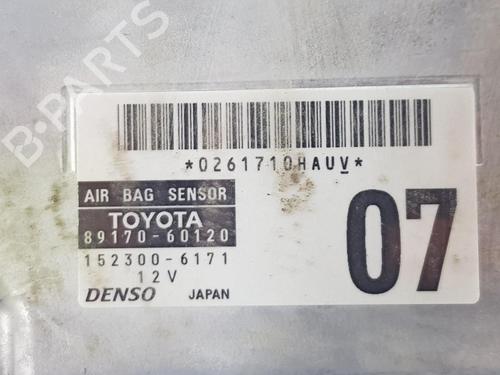 B-PARTS
*0261710HAUV*
AIR BAG SENSOR
TOYOTA
89170-60120
152300-6171
12V
DENSO JAPAN
07